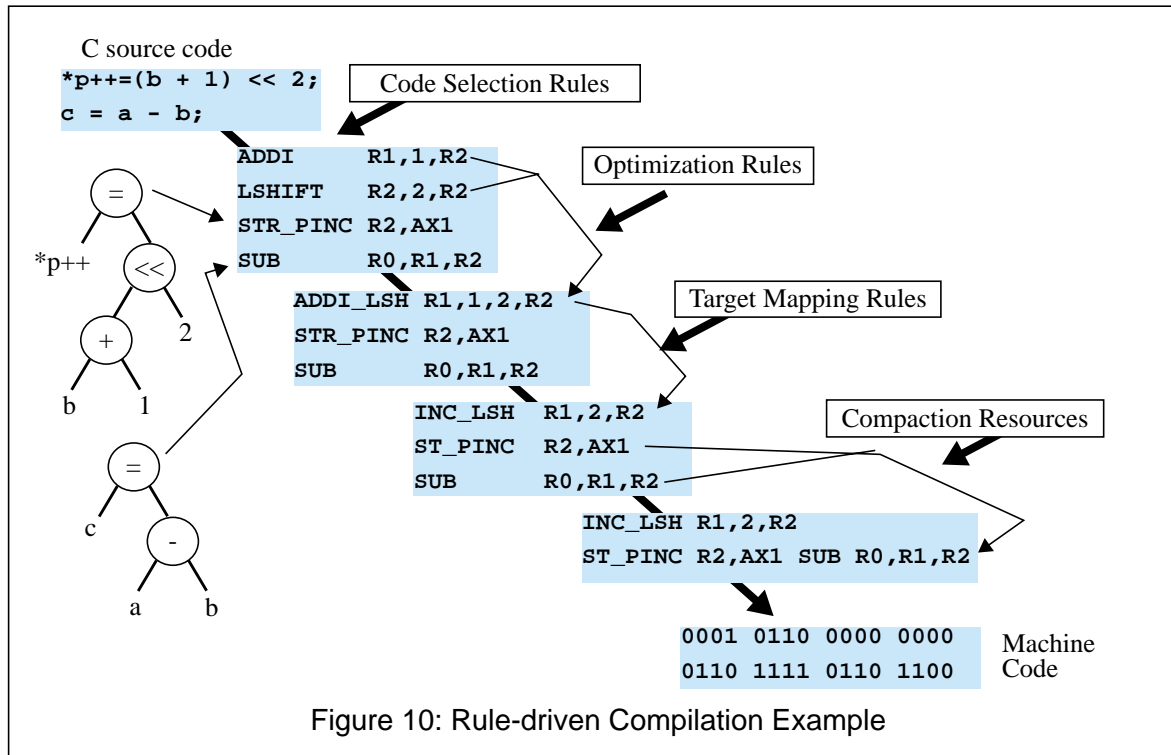 C source code
*p++=(b + 1) << 2;
c = a - b;
Code Selection Rules
ADDI R1,1,R2
LSHIFT R2,2,R2
STR_PINC R2,AX1
SUB R0,R1,R2
Optimization Rules
=
*p++
<<
+
2
b
1
ADDI_LSH R1,1,2,R2
STR_PINC R2,AX1
SUB R0,R1,R2
Target Mapping Rules
INC_LSH R1,2,R2
ST_PINC R2,AX1
SUB R0,R1,R2
Compaction Resources
=
c
-
a
b
INC_LSH R1,2,R2
ST_PINC R2,AX1 SUB R0,R1,R2
0001 0110 0000 0000
0110 1111 0110 1100
Machine
Code
Figure 10: Rule-driven Compilation Example